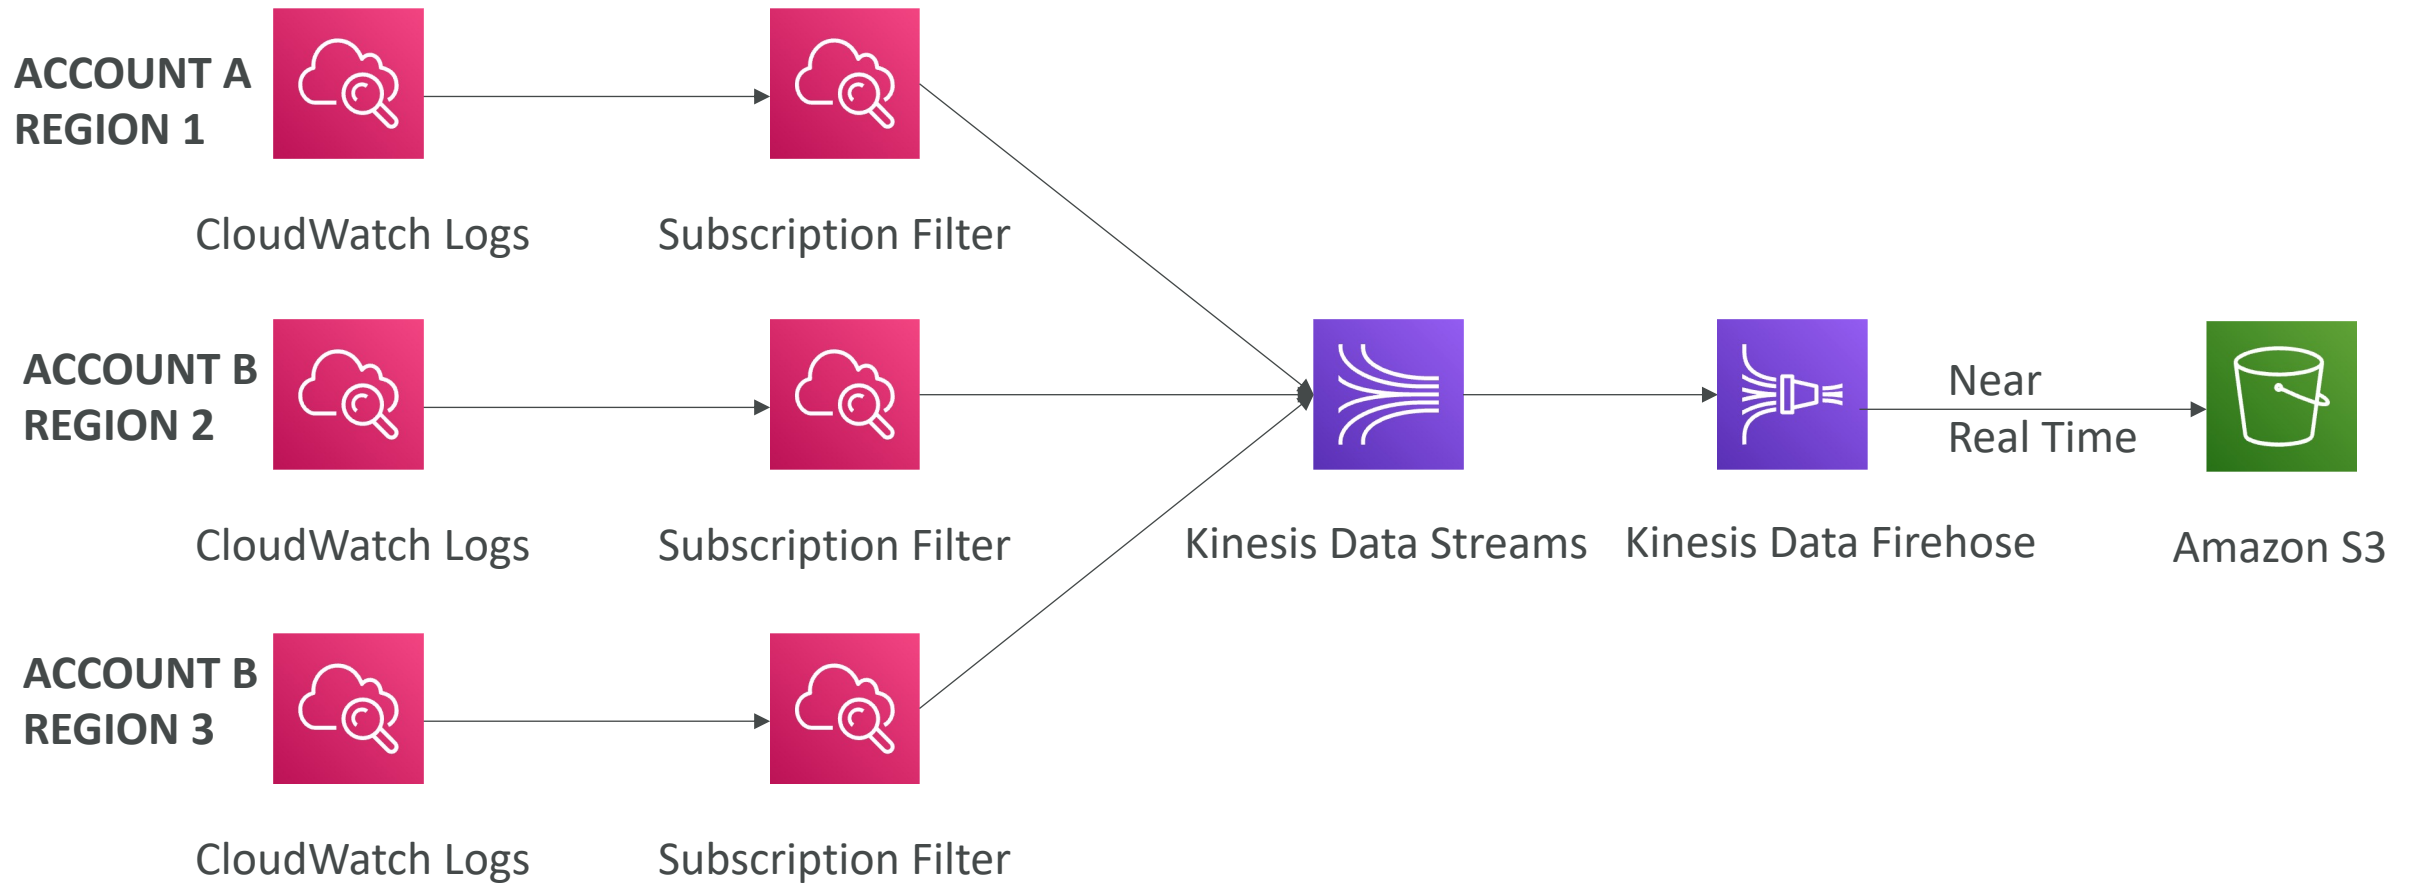 ACCOUNT A
REGION 1
CloudWatch Logs
Subscription Filter
ACCOUNT B
REGION 2
CloudWatch Logs
Subscription Filter
Kinesis Data Streams
Kinesis Data Firehose
Near
Real Time
Amazon S3
ACCOUNT B
REGION 3
CloudWatch Logs
Subscription Filter